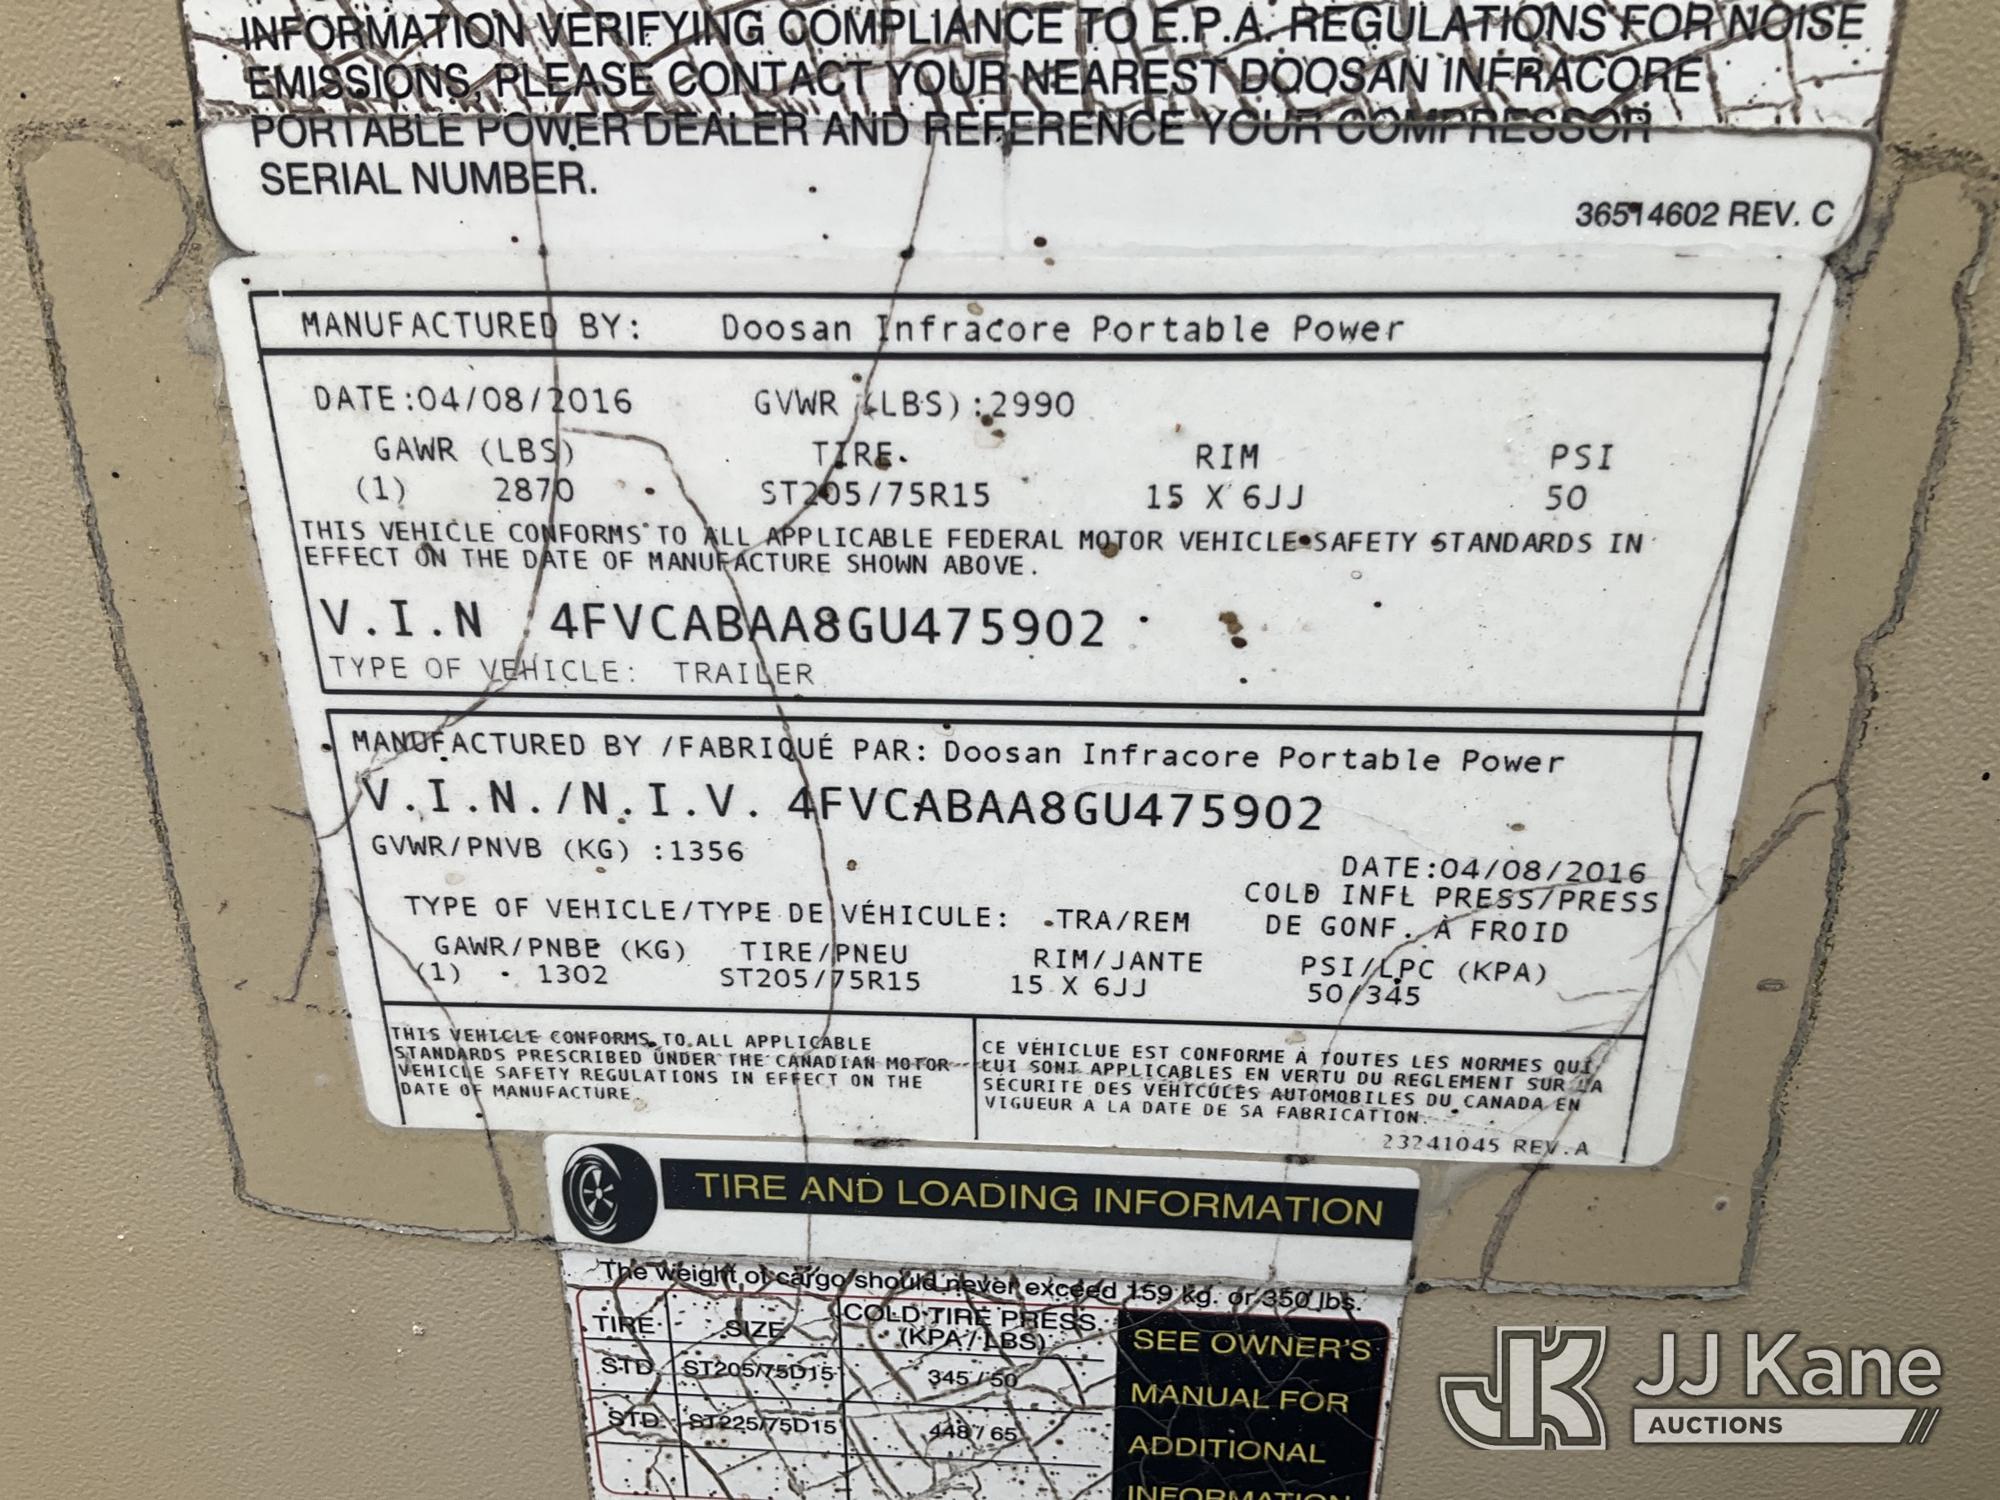 INFORMATION VERIFYING COMPLIANCE TO E.P.A. REGULATIONS FOR NOISE
EMISSIONS, PLEASE CONTACT YOUR NEAREST DOOSAN INFRACORE
PORTABLE POWER DEALER AND REFERENCE YOUR COMPRESSOR
SERIAL NUMBER.
36514602 REV. C
MANUFACTURED BY: Doosan Infracore Portable Power
DATE:04/08/2016 GVWR (LBS):2990
GAWR (LBS) TIRE RIM PSI
(1) 2870 ST205/75R15 15 X 6JJ 50
THIS VEHICLE CONFORMS TO ALL APPLICABLE FEDERAL MOTOR VEHICLE SAFETY STANDARDS IN
EFFECT ON THE DATE OF MANUFACTURE SHOWN ABOVE.
V.I.N 4FVCABAA8GU475902
TYPE OF VEHICLE: TRAILER
MANUFACTURED BY /FABRIQUÉ PAR: Doosan Infracore Portable Power
V.I.N./N.I.V. 4FVCABAA8GU475902
GVWR/PNVB (KG) :1356
DATE:04/08/2016
COLD INFL PRESS/PRESS
TYPE OF VEHICLE/TYPE DE VÉHICULE: TRA/REM DE GONF. À FROID
GAWR/PNBE (KG) TIRE/PNEU RIM/JANTE PSI/LPC (KPA)
(1) 1302 ST205/75R15 15 X 6JJ 50/345
THIS VEHICLE CONFORMS TO ALL APPLICABLE
STANDARDS PRESCRIBED UNDER THE CANADIAN MOTOR
VEHICLE SAFETY REGULATIONS IN EFFECT ON THE
DATE OF MANUFACTURE
CE VÉHICLUE EST CONFORME À TOUTES LES NORMES QUI
LUI SONT APPLICABLES EN VERTU DU REGLEMENT SUR LA
SÉCURITE DES VÉHICULES AUTOMOBILES DU CANADA EN
VIGUEUR A LA DATE DE SA FABRICATION.
23241045 REV.A
TIRE AND LOADING INFORMATION
The weight of cargo should never exceed 159 kg. or 350 lbs.
TIRE SIZE COLD TIRE PRESS.
(KPA / LBS)
STD ST205/75D15 345 / 50
STD ST225/75D15 448 / 65
SEE OWNER'S
MANUAL FOR
ADDITIONAL
INFORMATION
JJ Kane
AUCTIONS